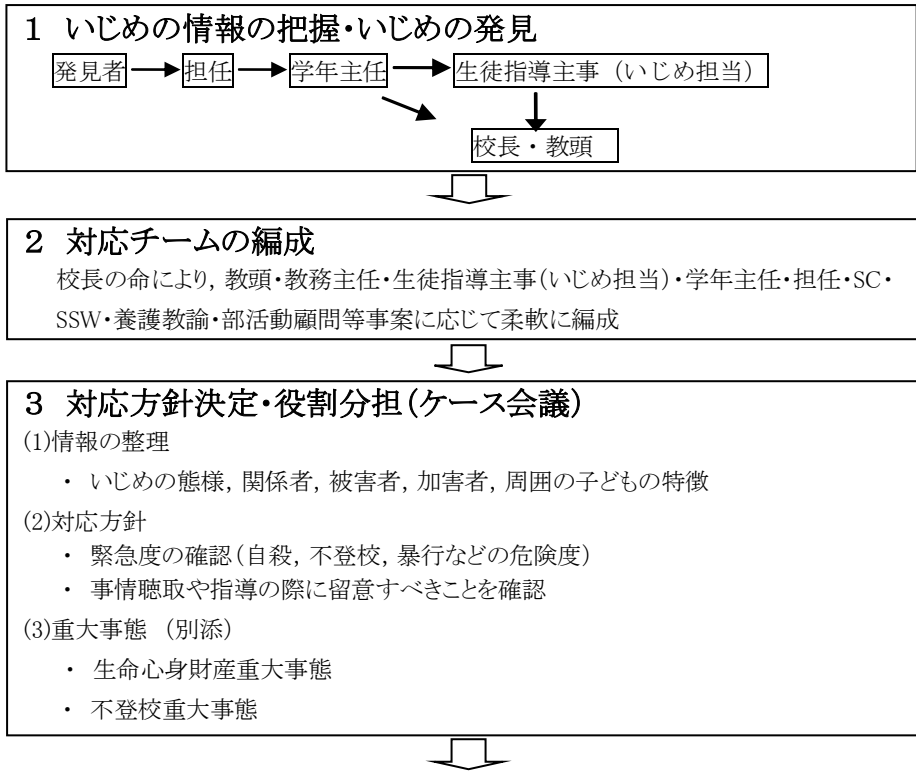 1 いじめの情報の把握・いじめの発見
発見者 担任 学年主任 生徒指導主事 (いじめ担当)
校長・教頭
2 対応チームの編成
校長の命により, 教頭・教務主任・生徒指導主事(いじめ担当)・学年主任・担任・SC・
SSW・養護教諭・部活動顧問等事案に応じて柔軟に編成
3 対応方針決定・役割分担(ケース会議)
(1)情報の整理
・ いじめの態様, 関係者, 被害者, 加害者, 周囲の子どもの特徴
(2)対応方針
・ 緊急度の確認(自殺, 不登校, 暴行などの危険度)
・ 事情聴取や指導の際に留意すべきことを確認
(3)重大事態 (別添)
・ 生命心身財産重大事態
・ 不登校重大事態